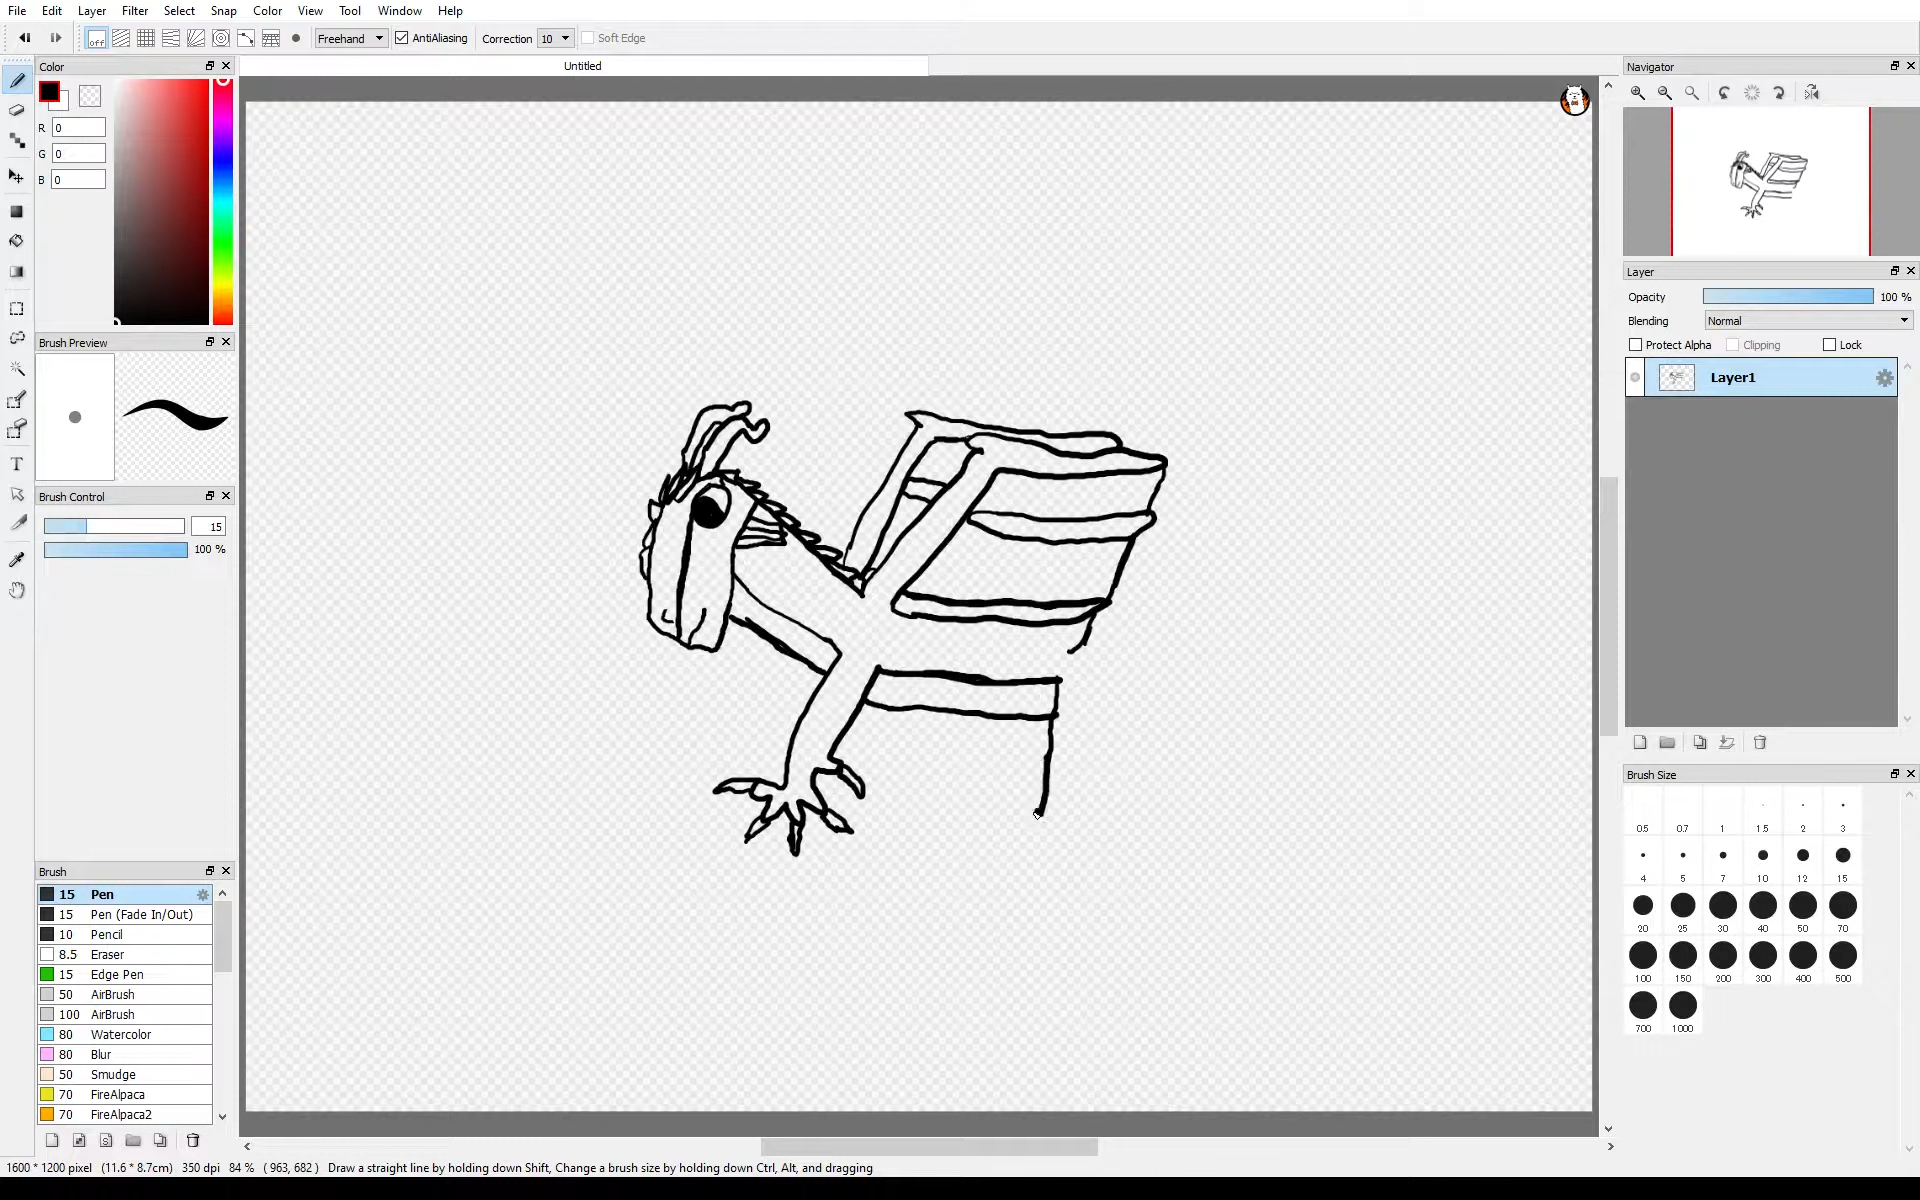 File Edit Layer Filter Select Snap Color View Tool Window Help
off Freehand AntiAliasing Correction 10 Soft Edge
Color
Untitled
Navigator
R 0
G 0
B 0
Layer
Opacity 100 %
Blending Normal
Protect Alpha Clipping Lock
Layer1
Brush Preview
Brush Control
15
100 %
T
Brush Size
0.5 0.7 1 1.5 2 3
4 5 7 10 12 15
20 25 30 40 50 70
100 150 200 300 400 500
700 1000
Brush
15 Pen
15 Pen (Fade In/Out)
10 Pencil
8.5 Eraser
15 Edge Pen
50 AirBrush
100 AirBrush
80 Watercolor
80 Blur
50 Smudge
70 FireAlpaca
70 FireAlpaca2
1600 * 1200 pixel (11.6 * 8.7cm) 350 dpi 84 % ( 963, 682 ) Draw a straight line by holding down Shift, Change a brush size by holding down Ctrl, Alt, and dragging